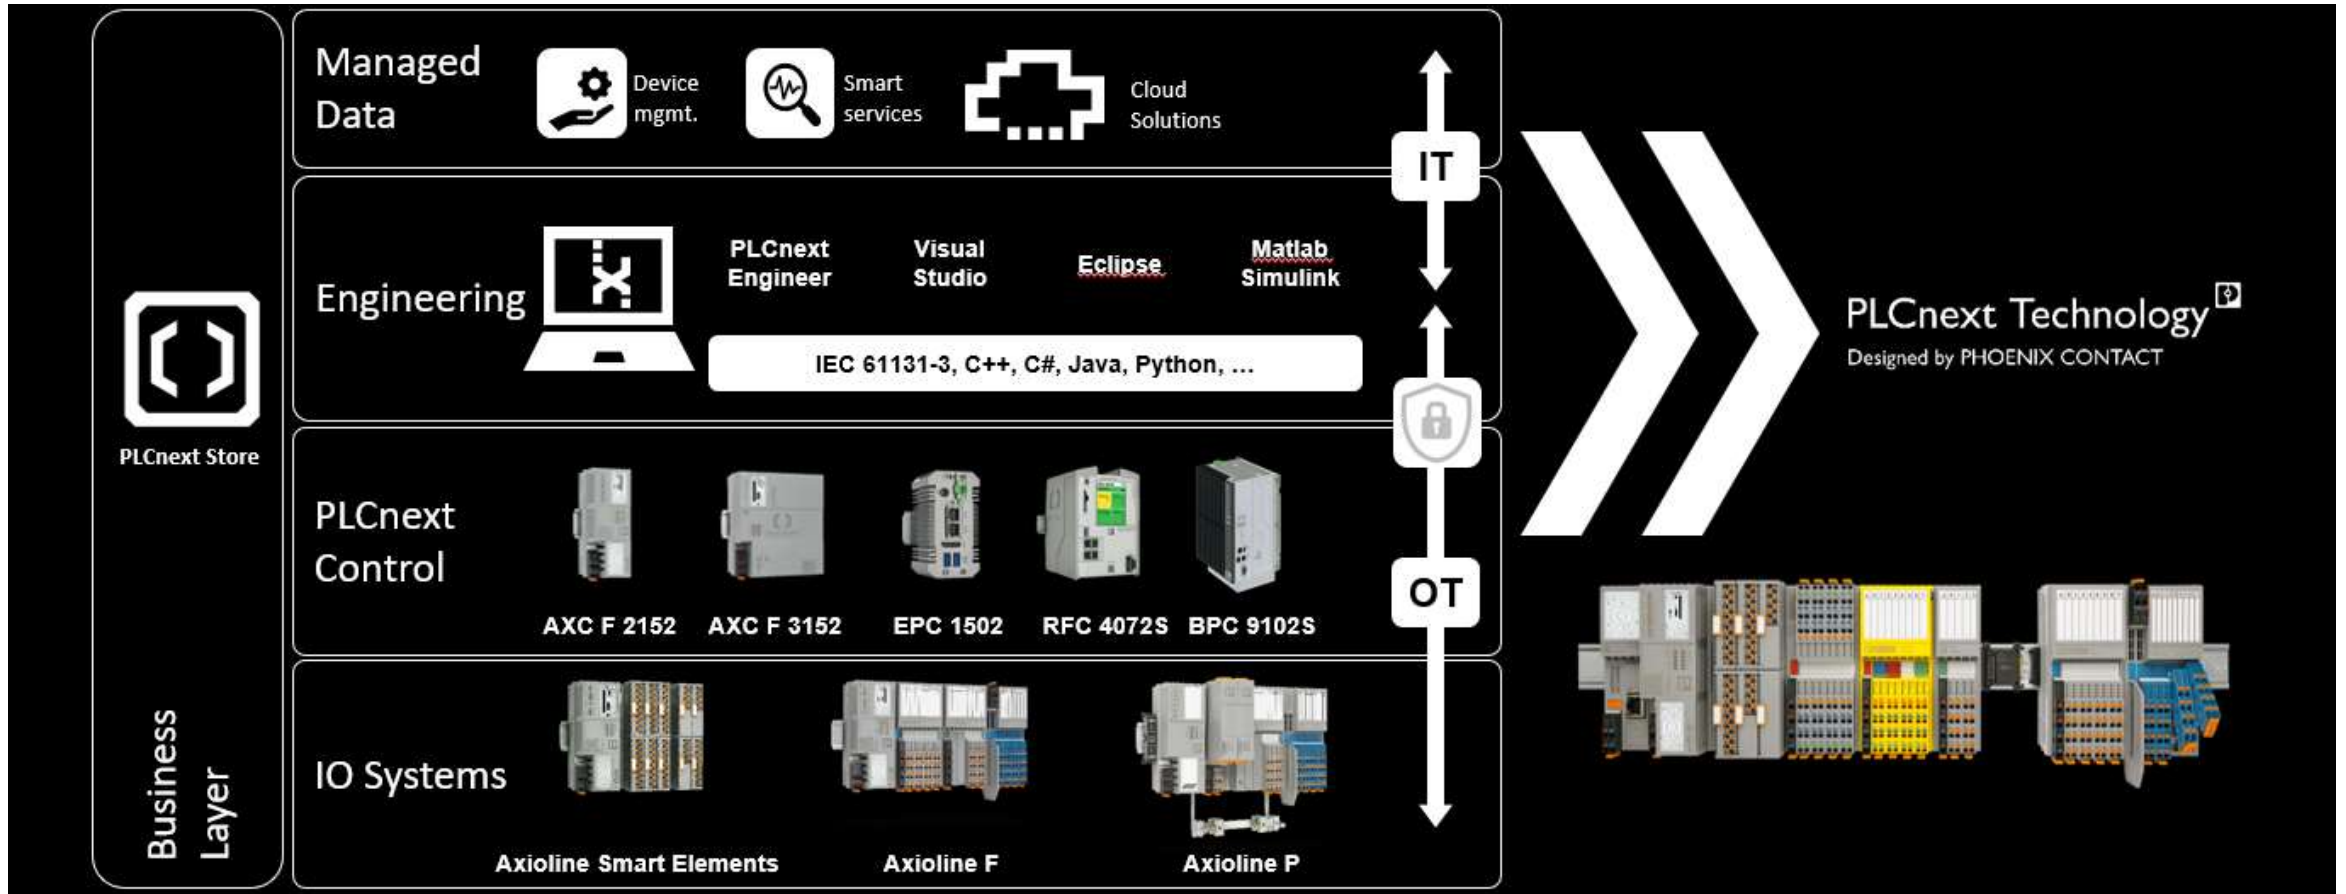 Managed
Data
Device
mgmt.
Smart
services
Cloud
Solutions
IT
Engineering
PLCnext
Engineer
Visual
Studio
Eclipse
Matlab
Simulink
IEC 61131-3, C++, C#, Java, Python, ...
PLCnext Store
Business
Layer
PLCnext
Control
AXC F 2152
AXC F 3152
EPC 1502
RFC 4072S
BPC 9102S
OT
IO Systems
Axioline Smart Elements
Axioline F
Axioline P
PLCnext Technology
Designed by PHOENIX CONTACT